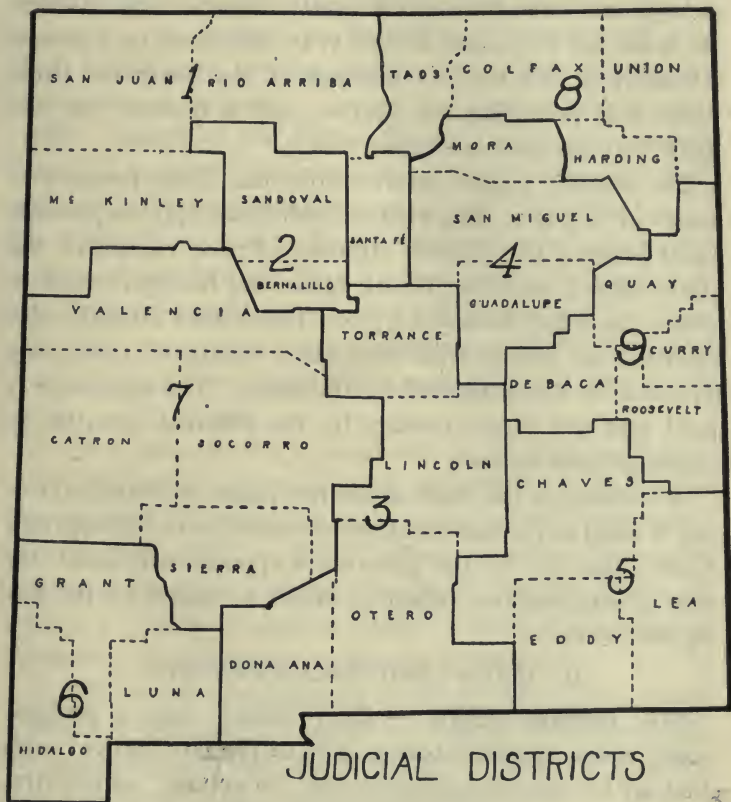 SAN JUAN 1 RIO ARRIBA TAOS COLFAX UNION
8
MORA HARDING
Mc KINLEY SANDOVAL SANTA FÉ SAN MIGUEL
2 4
BERNALILLO QUAY
VALENCIA GUADALUPE
TORRANCE 9 CURRY
DE BACA
7 ROOSEVELT
CATRON SOCORRO LINCOLN CHAVES
3
SIERRA
GRANT 5 LEA
OTERO EDDY
DONA ANA
6 LUNA
HIDALGO
JUDICIAL DISTRICTS